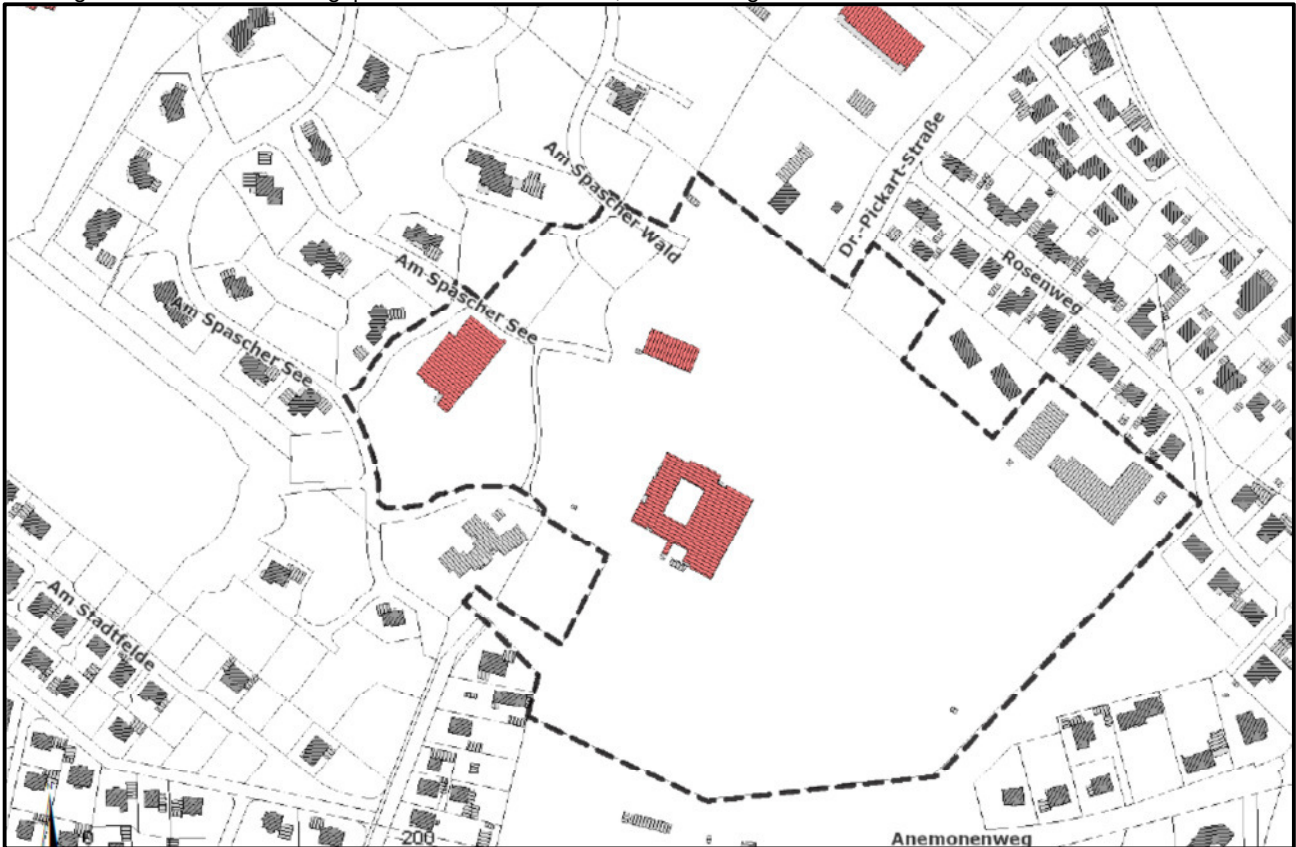 Am Spascher Wald
Dr.-Pickart-Straße
Rosenweg
Am Spascher See
Am Spascher See
Am Stadtfelde
0
200
Anemonenweg